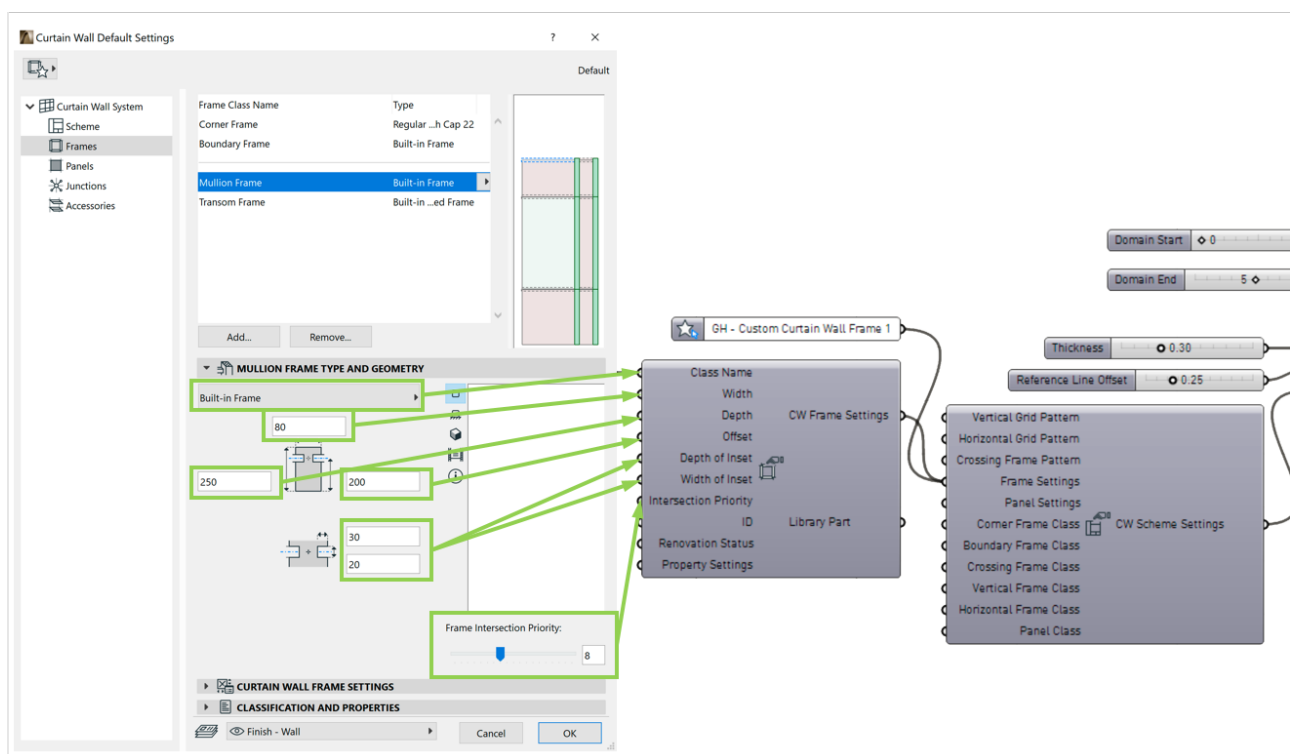 Curtain Wall Default Settings
?
×
Default
Curtain Wall System
Scheme
Frames
Panels
Junctions
Accessories
Frame Class Name Type
Corner Frame Regular ...h Cap 22
Boundary Frame Built-in Frame
Mullion Frame Built-in Frame
Transom Frame Built-in ...ed Frame
Add...
Remove...
MULLION FRAME TYPE AND GEOMETRY
Built-in Frame
80
250
200
30
20
Frame Intersection Priority:
8
CURTAIN WALL FRAME SETTINGS
CLASSIFICATION AND PROPERTIES
Finish - Wall
Cancel
OK
GH - Custom Curtain Wall Frame 1
Class Name
Width
Depth
Offset
Depth of Inset
Width of Inset
Intersection Priority
ID
Renovation Status
Property Settings
CW Frame Settings
Library Part
Domain Start 0
Domain End 5
Thickness 0.30
Reference Line Offset 0.25
Vertical Grid Pattern
Horizontal Grid Pattern
Crossing Frame Pattern
Frame Settings
Panel Settings
Corner Frame Class
Boundary Frame Class
Crossing Frame Class
Vertical Frame Class
Horizontal Frame Class
Panel Class
CW Scheme Settings